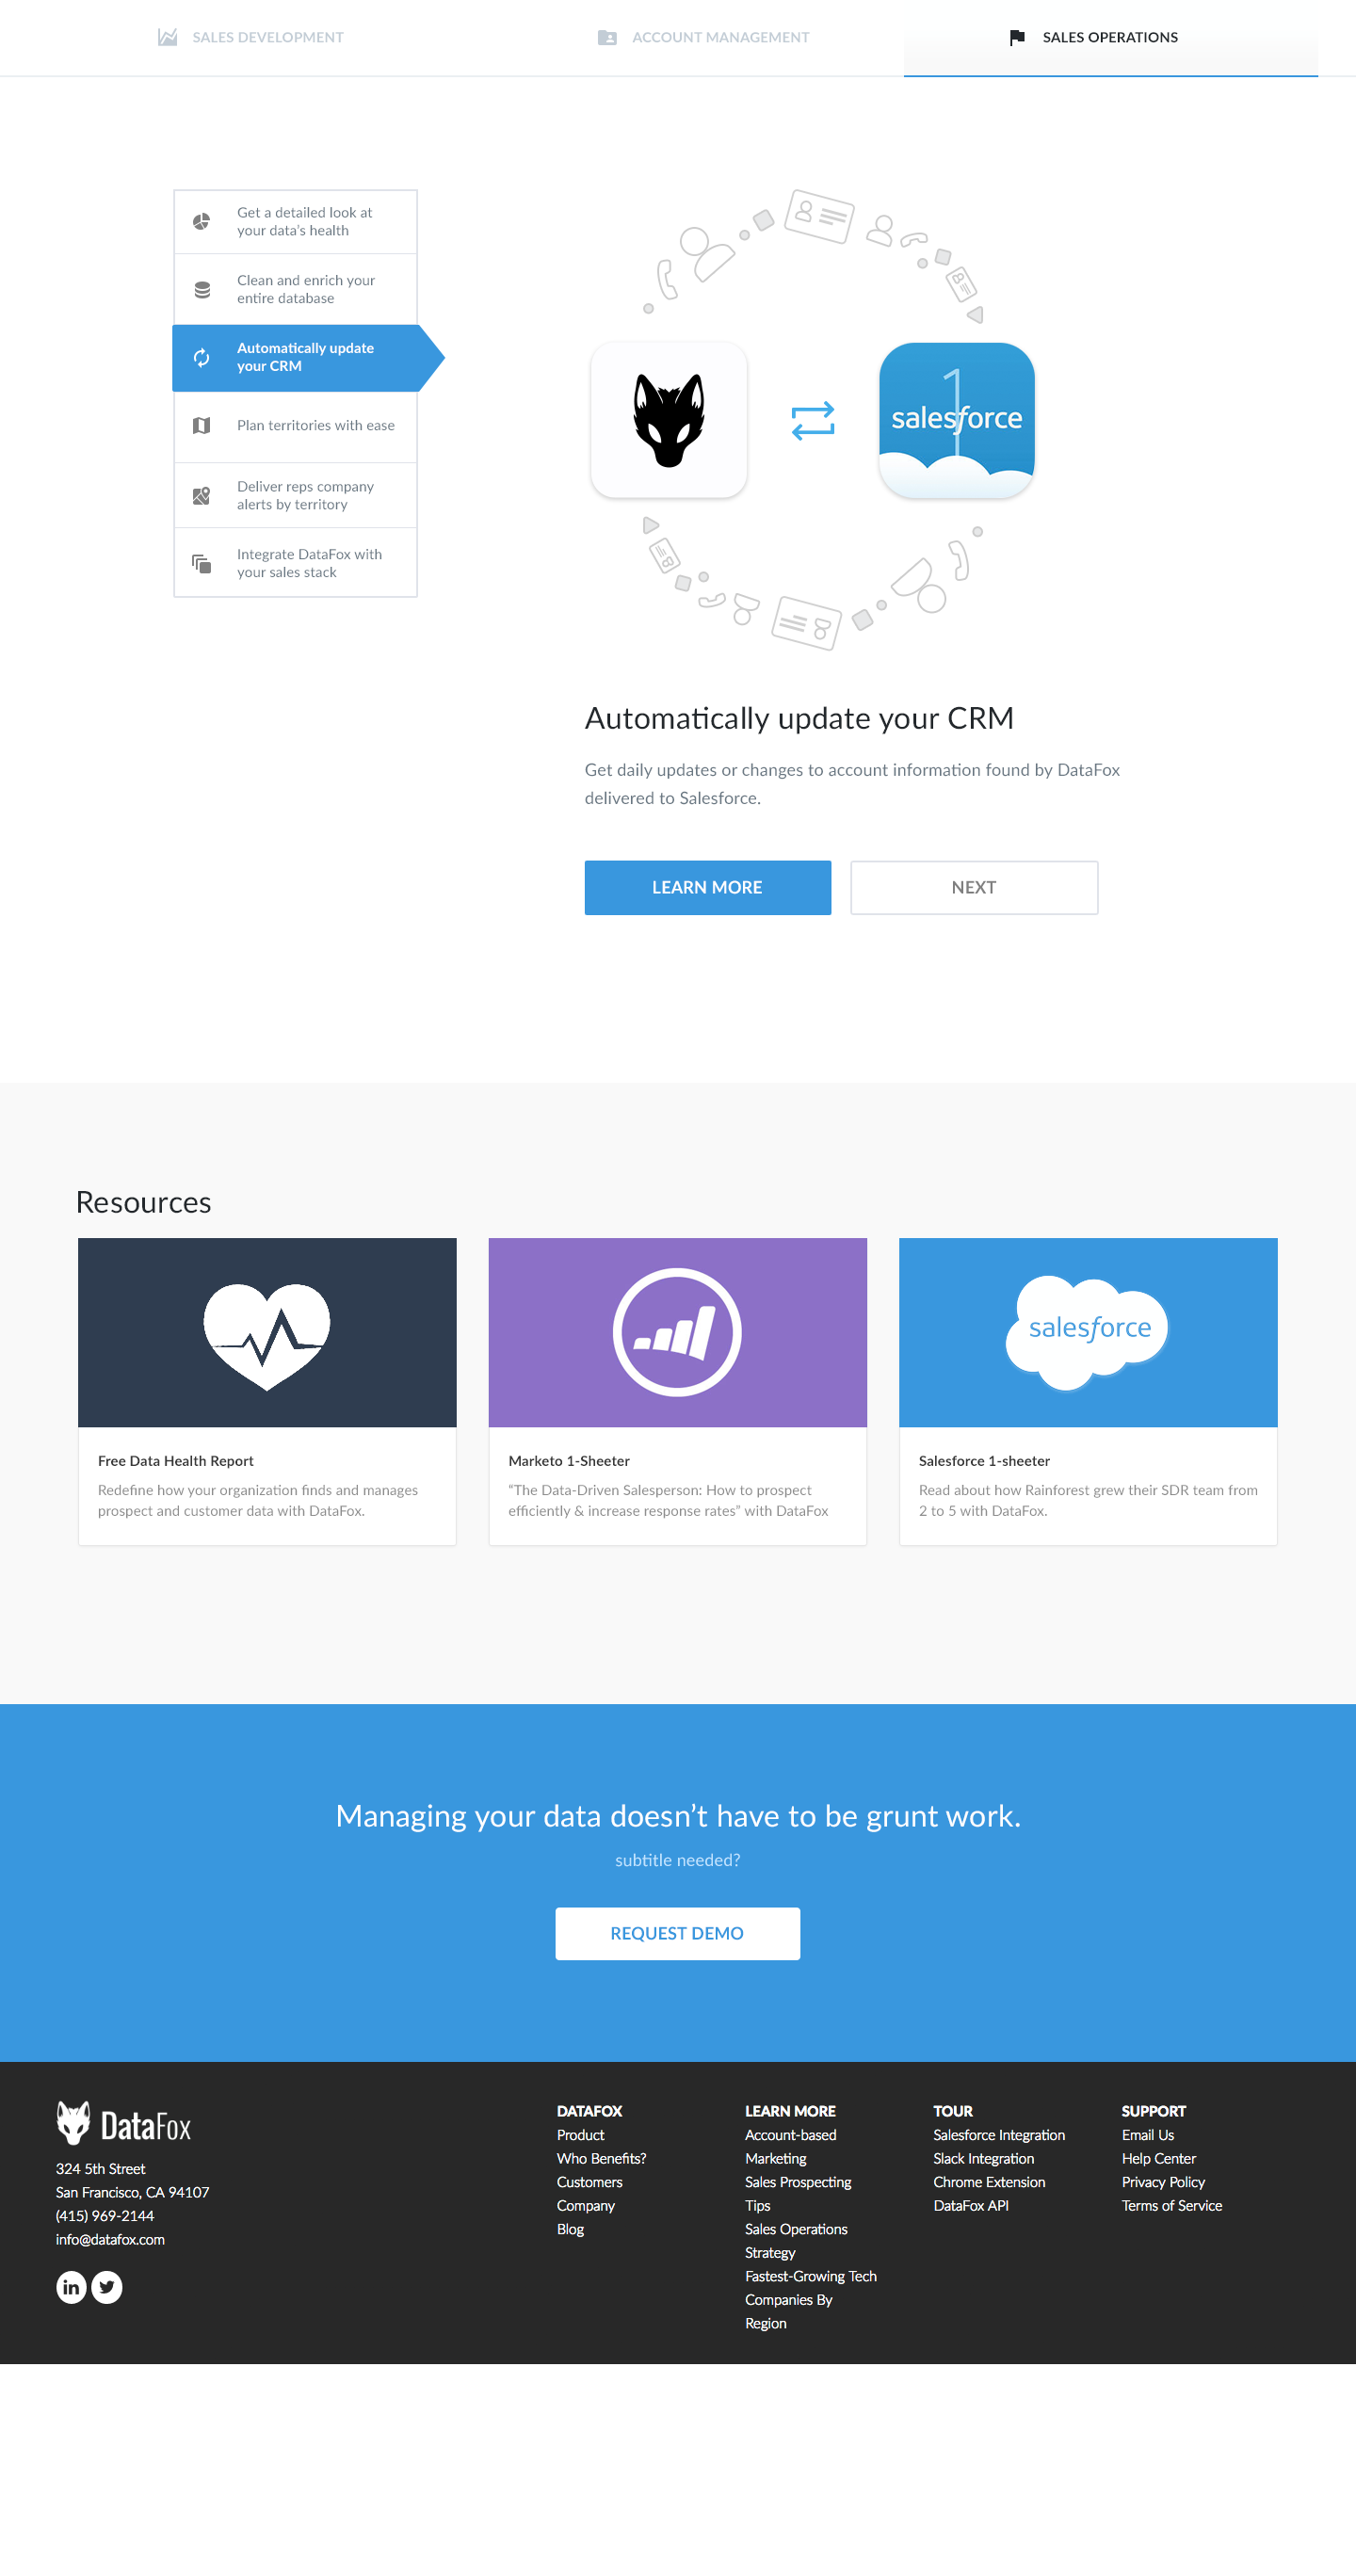 SALES DEVELOPMENT
ACCOUNT MANAGEMENT
SALES OPERATIONS
Get a detailed look at
your data's health
Clean and enrich your
entire database
Automatically update
your CRM
Plan territories with ease
Deliver reps company
alerts by territory
Integrate DataFox with
your sales stack
1
salesforce
Automatically update your CRM
Get daily updates or changes to account information found by DataFox
delivered to Salesforce.
LEARN MORE
NEXT
Resources
salesforce
Free Data Health Report
Redefine how your organization finds and manages
prospect and customer data with DataFox.
Marketo 1-Sheeter
"The Data-Driven Salesperson: How to prospect
efficiently & increase response rates” with DataFox
Salesforce 1-sheeter
Read about how Rainforest grew their SDR team from
2 to 5 with DataFox.
Managing your data doesn’t have to be grunt work.
subtitle needed?
REQUEST DEMO
DataFox
324 5th Street
San Francisco, CA 94107
(415) 969-2144
info@datafox.com
in
DATAFOX
Product
Who Benefits?
Customers
Company
Blog
LEARN MORE
Account-based
Marketing
Sales Prospecting
Tips
Sales Operations
Strategy
Fastest-Growing Tech
Companies By
Region
TOUR
Salesforce Integration
Slack Integration
Chrome Extension
DataFox API
SUPPORT
Email Us
Help Center
Privacy Policy
Terms of Service